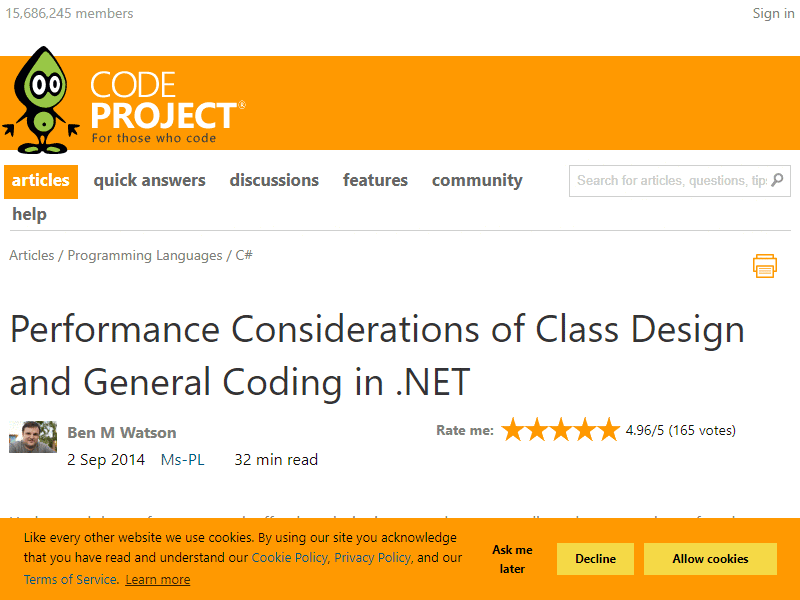 15,686,245 members
Sign in
CODE
PROJECT®
For those who code
articles
quick answers
discussions
features
community
Search for articles, questions, tips
help
Articles / Programming Languages / C#
Performance Considerations of Class Design
and General Coding in .NET
Ben M Watson
Rate me:
4.96/5 (165 votes)
2 Sep 2014
Ms-PL
32 min read
Like every other website we use cookies. By using our site you acknowledge
that you have read and understand our Cookie Policy, Privacy Policy, and our
Terms of Service. Learn more
Ask me
later
Decline
Allow cookies